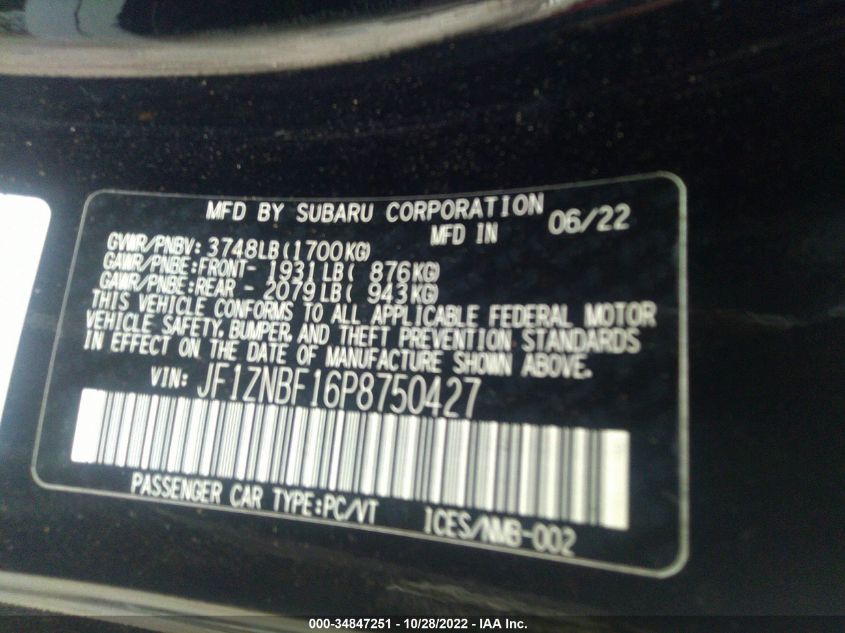 MFD BY SUBARU CORPORATION
MFD IN 06/22
GVWR/PNBV: 3748LB(1700KG)
GAWR/PNBE:FRONT- 1931LB( 876KG)
GAWR/PNBE:REAR - 2079LB( 943KG)
THIS VEHICLE CONFORMS TO ALL APPLICABLE FEDERAL MOTOR
VEHICLE SAFETY, BUMPER, AND THEFT PREVENTION STANDARDS
IN EFFECT ON THE DATE OF MANUFACTURE SHOWN ABOVE.
VIN: JF1ZNBF16P8750427
PASSENGER CAR TYPE:PC/VT
ICES/NMB-002
000-34847251 - 10/28/2022 - IAA Inc.